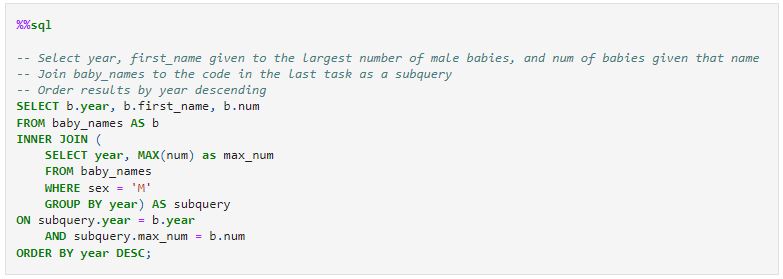 %%sql
-- Select year, first_name given to the largest number of male babies, and num of babies given that name
-- Join baby_names to the code in the last task as a subquery
-- Order results by year descending
SELECT b.year, b.first_name, b.num
FROM baby_names AS b
INNER JOIN (
    SELECT year, MAX(num) as max_num
    FROM baby_names
    WHERE sex = 'M'
    GROUP BY year) AS subquery
ON subquery.year = b.year
    AND subquery.max_num = b.num
ORDER BY year DESC;